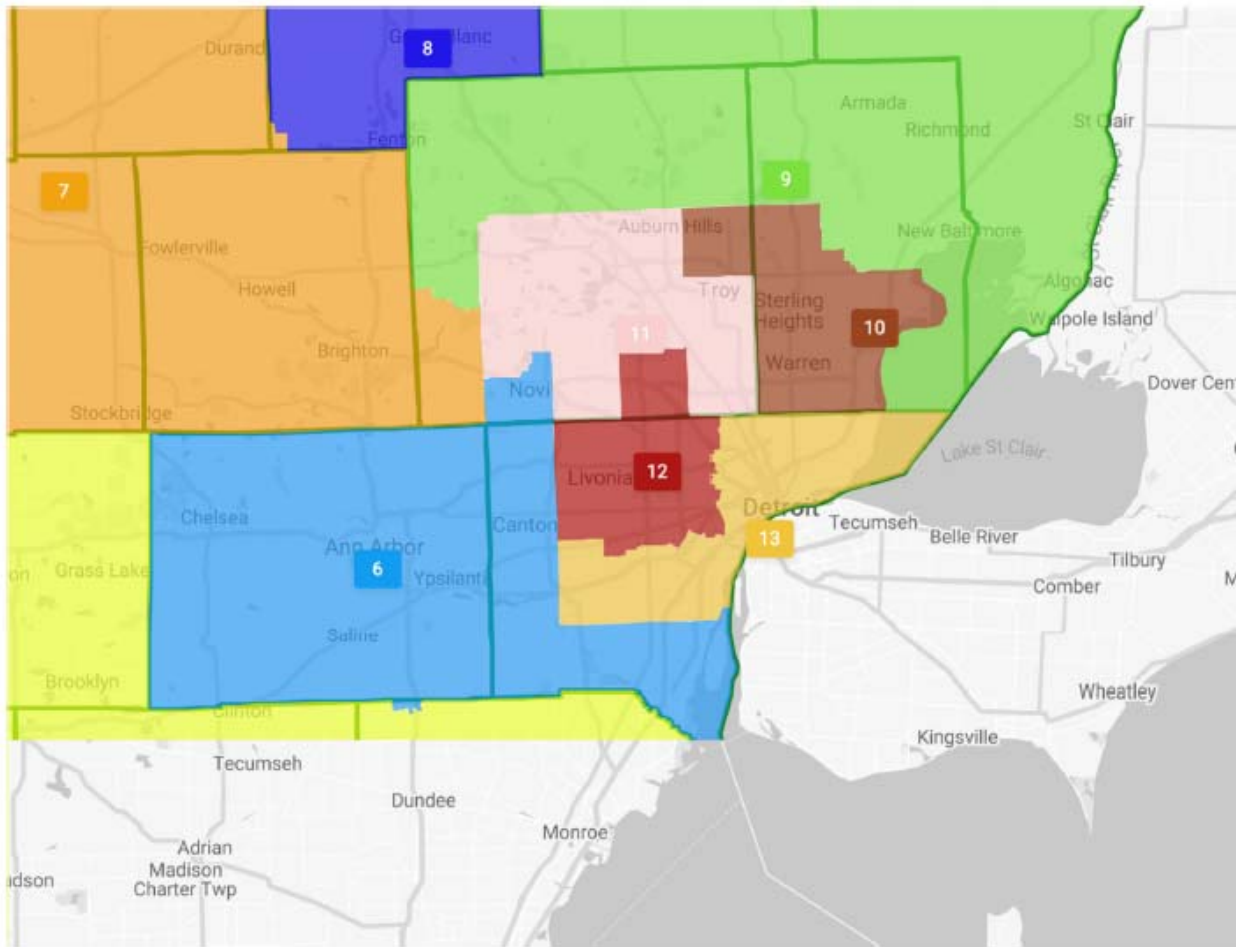 Durand
8
Fenton
Armada
Richmond
St Clair
7
9
Fowlerville
Auburn Hills
New Baltimore
Howell
Troy
Algonac
Sterling
Heights
Walpole Island
11
10
Brighton
Warren
Novi
Dover Cen
Stockbridge
Lake St Clair
Livonia
12
Detroit
Chelsea
Canton
Tecumseh
13
Belle River
Ann Arbor
Tilbury
on
Grass Lake
6
Ypsilanti
Comber
Saline
Brooklyn
Wheatley
Clinton
Kingsville
Tecumseh
Dundee
Monroe
Adrian
Madison
Charter Twp
adson